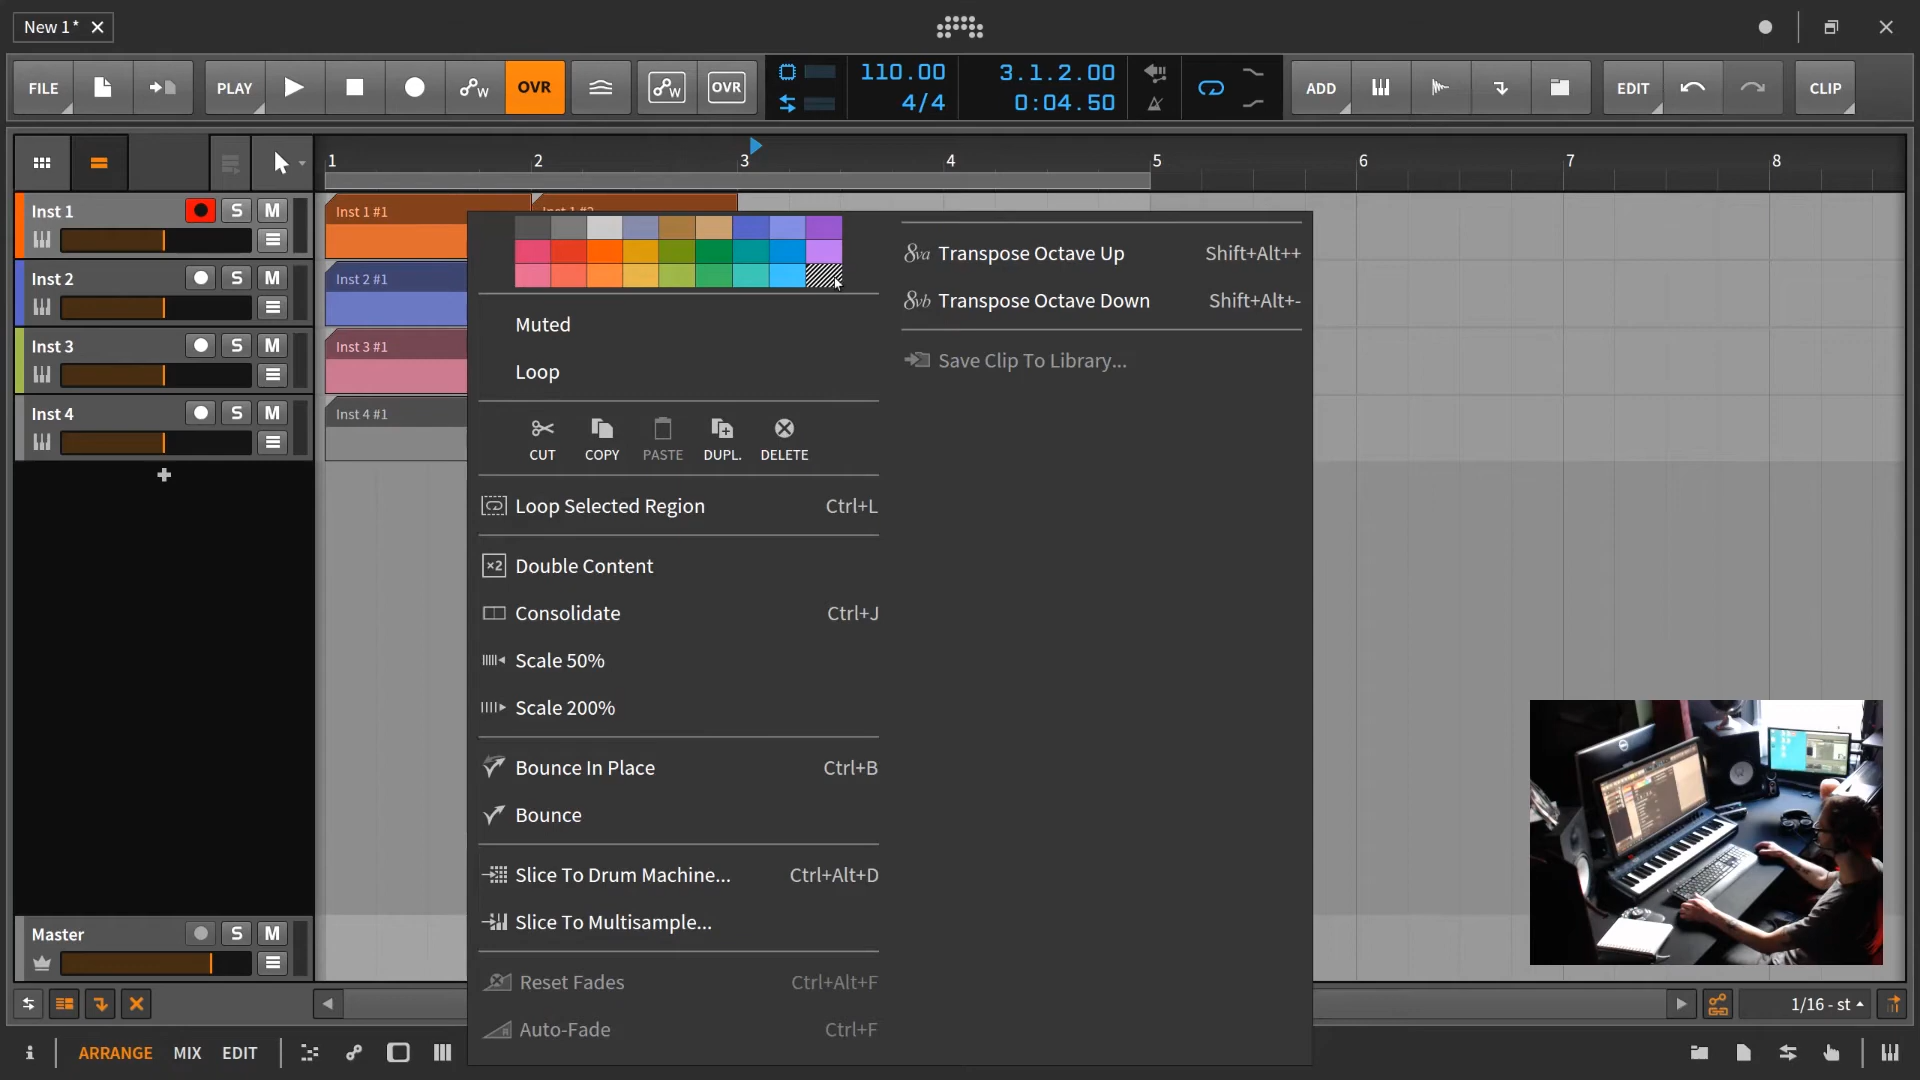 New 1*
FILE
PLAY
OVR
OVR
110.00
4/4
3.1.2.00
0:04.50
ADD
EDIT
CLIP
1
2
3
4
5
6
7
8
Inst 1
S
M
Inst 1 #1
Inst 2
S
M
Inst 2 #1
Inst 3
S
M
Inst 3 #1
Inst 4
S
M
Inst 4 #1
Muted
Loop
CUT
COPY
PASTE
DUPL.
DELETE
Loop Selected Region Ctrl+L
×2 Double Content
Consolidate Ctrl+J
Scale 50%
Scale 200%
Bounce In Place Ctrl+B
Bounce
Slice To Drum Machine... Ctrl+Alt+D
Slice To Multisample...
Reset Fades Ctrl+Alt+F
Auto-Fade Ctrl+F
8va Transpose Octave Up Shift+Alt++
8vb Transpose Octave Down Shift+Alt+-
Save Clip To Library...
Master
S
M
1/16 - st
i
ARRANGE
MIX
EDIT